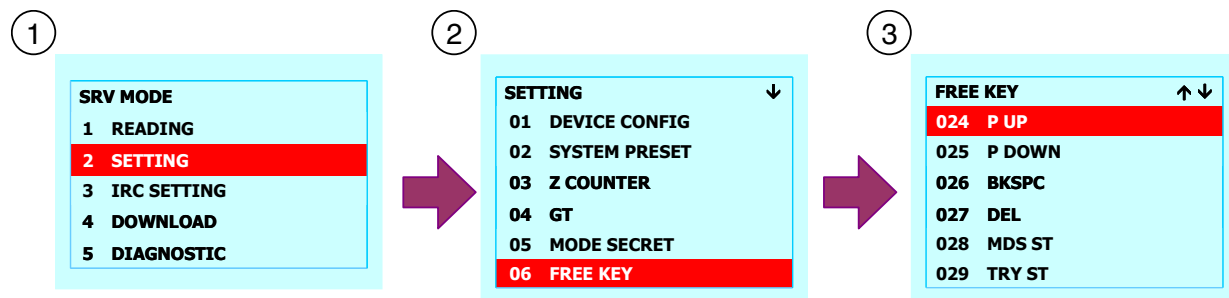 1
SRV MODE
1 READING
2 SETTING
3 IRC SETTING
4 DOWNLOAD
5 DIAGNOSTIC
2
SETTING ↓
01 DEVICE CONFIG
02 SYSTEM PRESET
03 Z COUNTER
04 GT
05 MODE SECRET
06 FREE KEY
3
FREE KEY ↑↓
024 P UP
025 P DOWN
026 BKSPC
027 DEL
028 MDS ST
029 TRY ST